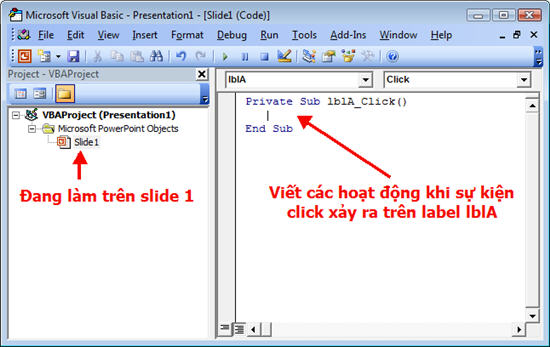 Microsoft Visual Basic - Presentation1 - [Slide1 (Code)]
File Edit View Insert Format Debug Run Tools Add-Ins Window Help
Project - VBAProject
VBAProject (Presentation1)
Microsoft PowerPoint Objects
Slide1
Đang làm trên slide 1
lblA
Click
Private Sub lblA_Click()
End Sub
Viết các hoạt động khi sự kiện
click xảy ra trên label lblA